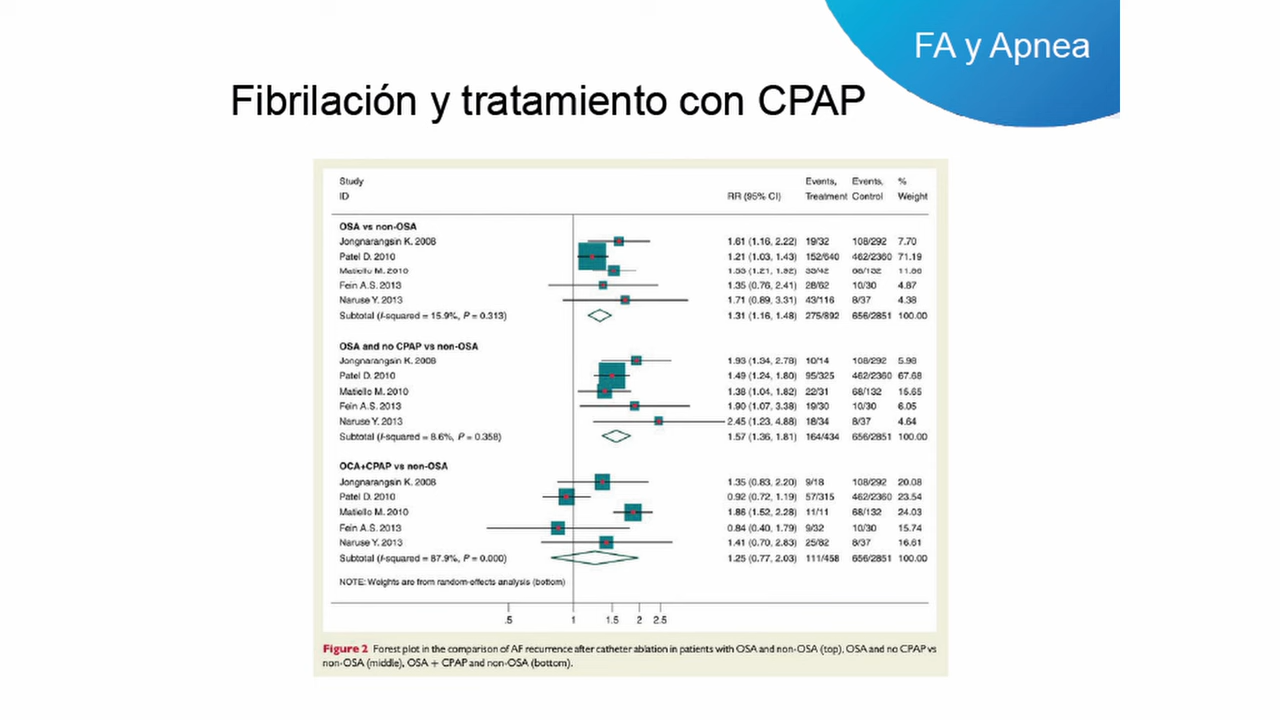 FA y Apnea
Fibrilación y tratamiento con CPAP
Study Events, Events, %
ID RR (95% CI) Treatment Control Weight
OSA vs non-OSA
Jongnarangsin K. 2008 1.61 (1.16, 2.22) 19/32 108/292 7.70
Patel D. 2010 1.21 (1.03, 1.43) 152/640 462/2360 71.19
Matiello M. 2010 (1.21, 1.92) 33/42 68/132
Fein A.S. 2013 1.35 (0.76, 2.41) 28/62 10/30 4.87
Naruse Y. 2013 1.71 (0.89, 3.31) 43/116 8/37 4.38
Subtotal (I-squared = 15.9%, P = 0.313) 1.31 (1.16, 1.48) 275/892 656/2851 100.00
OSA and no CPAP vs non-OSA
Jongnarangsin K. 2008 1.93 (1.34, 2.78) 10/14 108/292 5.98
Patel D. 2010 1.49 (1.24, 1.80) 95/325 462/2360 67.68
Matiello M. 2010 1.38 (1.04, 1.82) 22/31 68/132 15.65
Fein A.S. 2013 1.90 (1.07, 3.38) 19/30 10/30 6.05
Naruse Y. 2013 2.45 (1.23, 4.88) 18/34 8/37 4.64
Subtotal (I-squared = 8.6%, P = 0.358) 1.57 (1.36, 1.81) 164/434 656/2851 100.00
OCA+CPAP vs non-OSA
Jongnarangsin K. 2008 1.35 (0.83, 2.20) 9/18 108/292 20.08
Patel D. 2010 0.92 (0.72, 1.19) 57/315 462/2360 23.54
Matiello M. 2010 1.86 (1.52, 2.28) 11/11 68/132 24.03
Fein A.S. 2013 0.84 (0.40, 1.79) 9/32 10/30 15.74
Naruse Y. 2013 1.41 (0.70, 2.83) 25/82 8/37 16.61
Subtotal (I-squared = 87.9%, P = 0.000) 1.25 (0.77, 2.03) 111/458 656/2851 100.00
NOTE: Weights are from random-effects analysis (bottom)
.5 1 1.5 2 2.5
Figure 2 Forest plot in the comparison of AF recurrence after catheter ablation in patients with OSA and non-OSA (top), OSA and no CPAP vs
non-OSA (middle), OSA + CPAP and non-OSA (bottom).